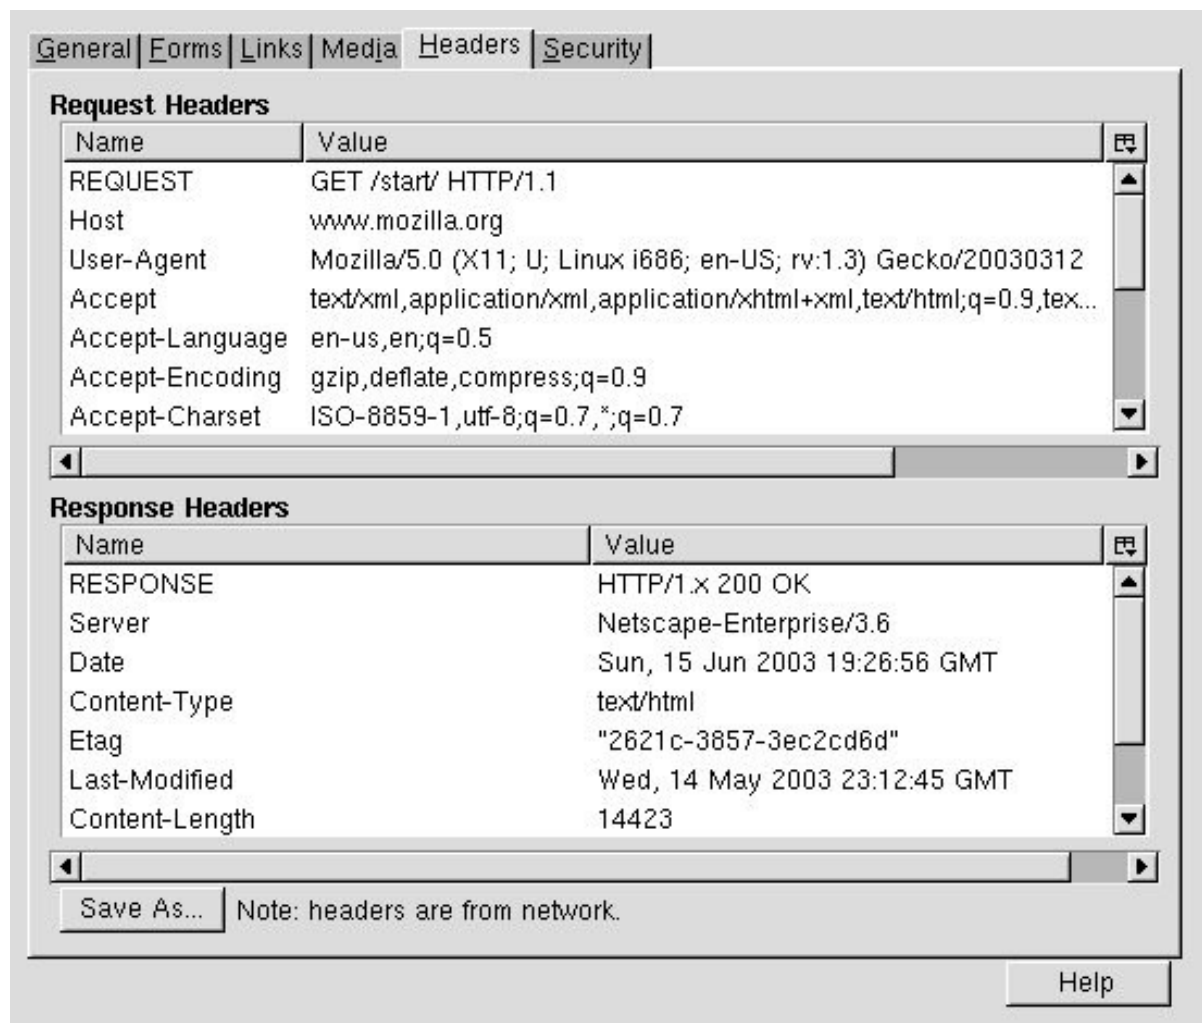 General Forms Links Media Headers Security
Request Headers
Name Value
REQUEST GET /start/ HTTP/1.1
Host www.mozilla.org
User-Agent Mozilla/5.0 (X11; U; Linux i686; en-US; rv:1.3) Gecko/20030312
Accept text/xml,application/xml,application/xhtml+xml,text/html;q=0.9,tex...
Accept-Language en-us,en;q=0.5
Accept-Encoding gzip,deflate,compress;q=0.9
Accept-Charset ISO-8859-1,utf-8;q=0.7,*;q=0.7
Response Headers
Name Value
RESPONSE HTTP/1.x 200 OK
Server Netscape-Enterprise/3.6
Date Sun, 15 Jun 2003 19:26:56 GMT
Content-Type text/html
Etag "2621c-3857-3ec2cd6d"
Last-Modified Wed, 14 May 2003 23:12:45 GMT
Content-Length 14423
Save As... Note: headers are from network.
Help